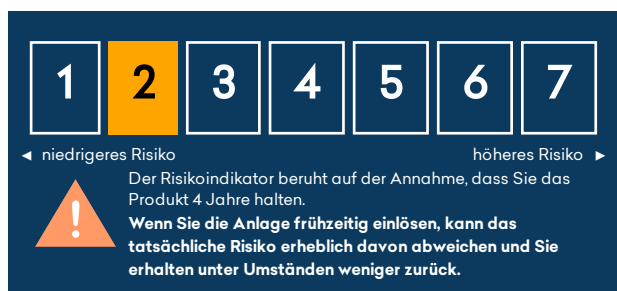 1 2 3 4 5 6 7
◄ niedrigeres Risiko höheres Risiko ►
Der Risikoindikator beruht auf der Annahme, dass Sie das
Produkt 4 Jahre halten.
Wenn Sie die Anlage frühzeitig einlösen, kann das
tatsächliche Risiko erheblich davon abweichen und Sie
erhalten unter Umständen weniger zurück.